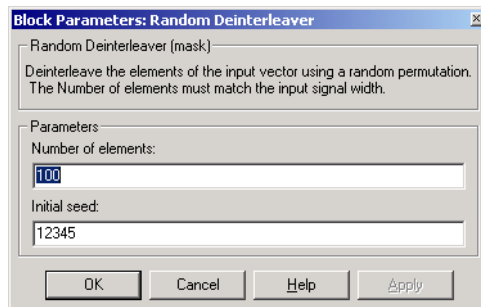 Block Parameters: Random Deinterleaver
Random Deinterleaver (mask)
Deinterleave the elements of the input vector using a random permutation.
The Number of elements must match the input signal width.
Parameters
Number of elements:
100
Initial seed:
12345
OK Cancel Help Apply